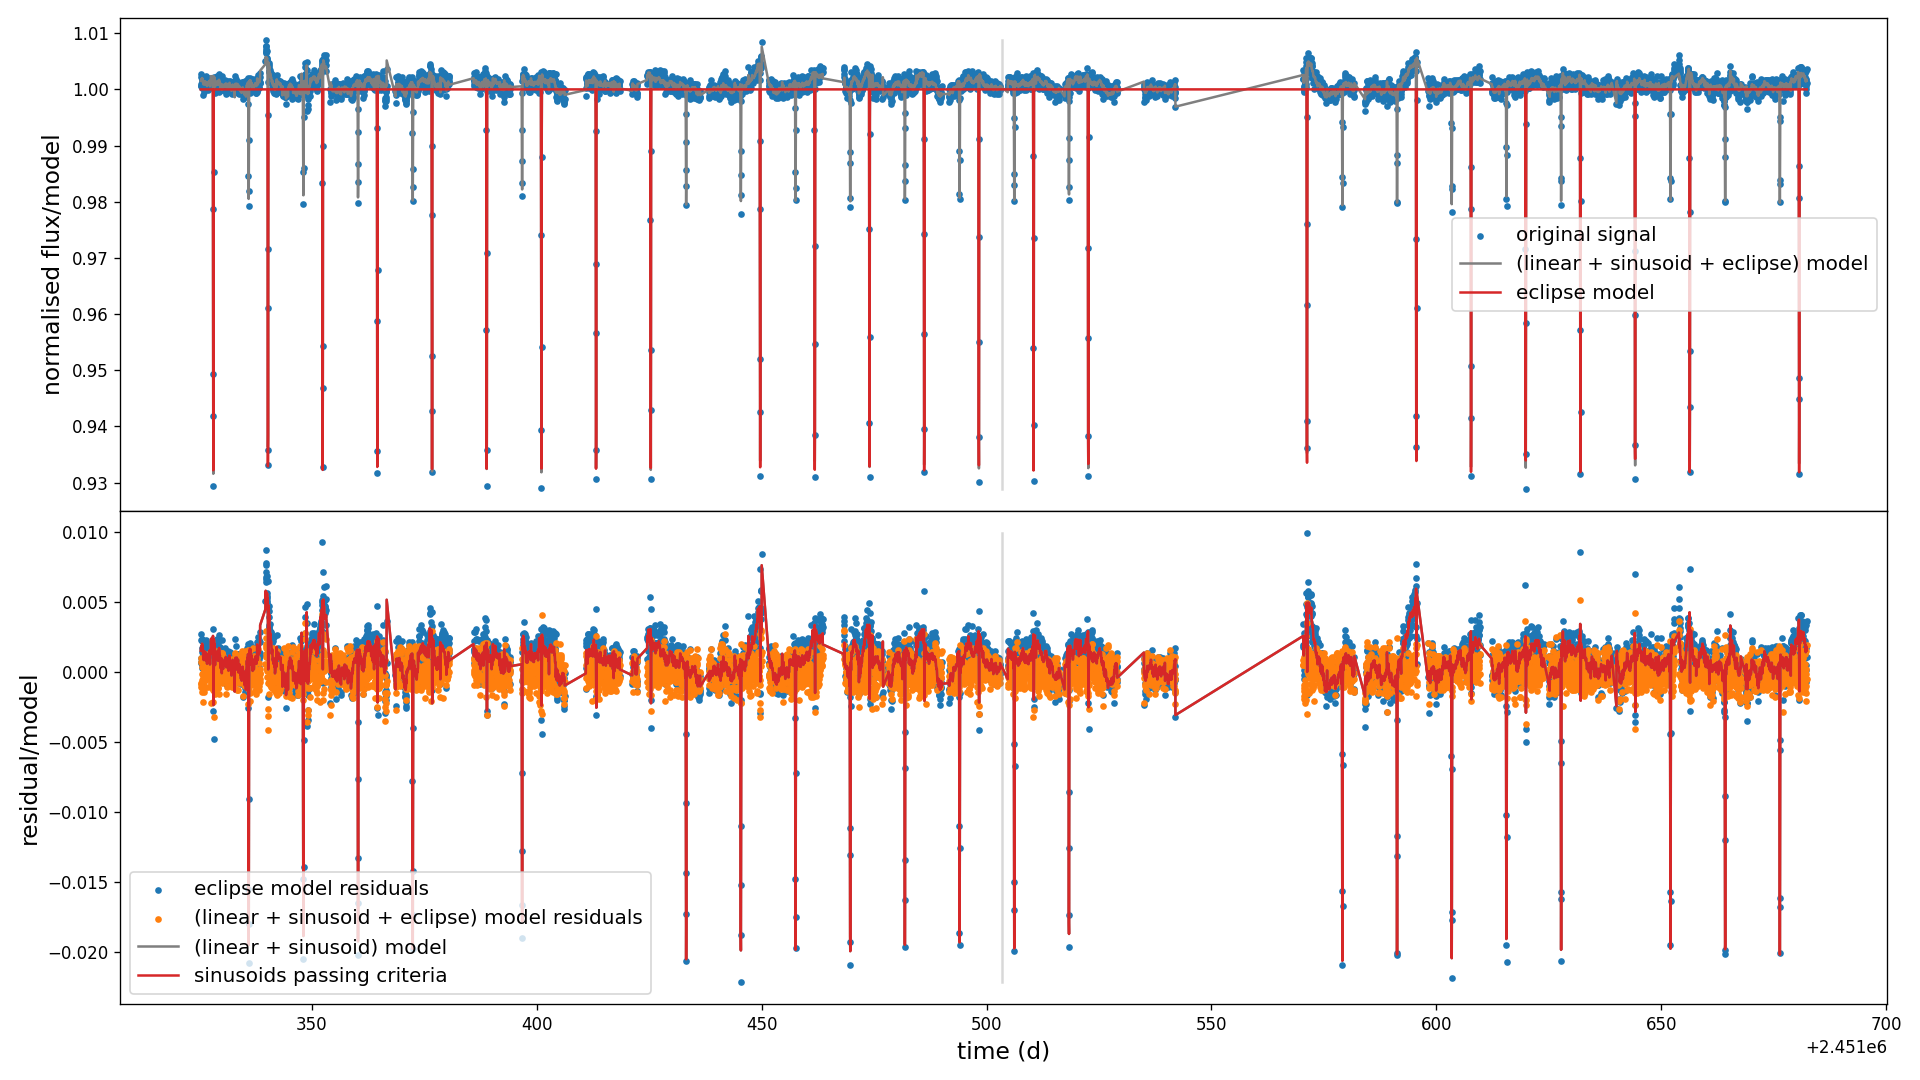 1.01
1.00
0.99
0.98
0.97
0.96
0.95
0.94
0.93
normalised flux/model
original signal
(linear + sinusoid + eclipse) model
eclipse model
0.010
0.005
0.000
−0.005
−0.010
−0.015
−0.020
residual/model
eclipse model residuals
(linear + sinusoid + eclipse) model residuals
(linear + sinusoid) model
sinusoids passing criteria
350 400 450 500 550 600 650 700
time (d)
+2.451e6